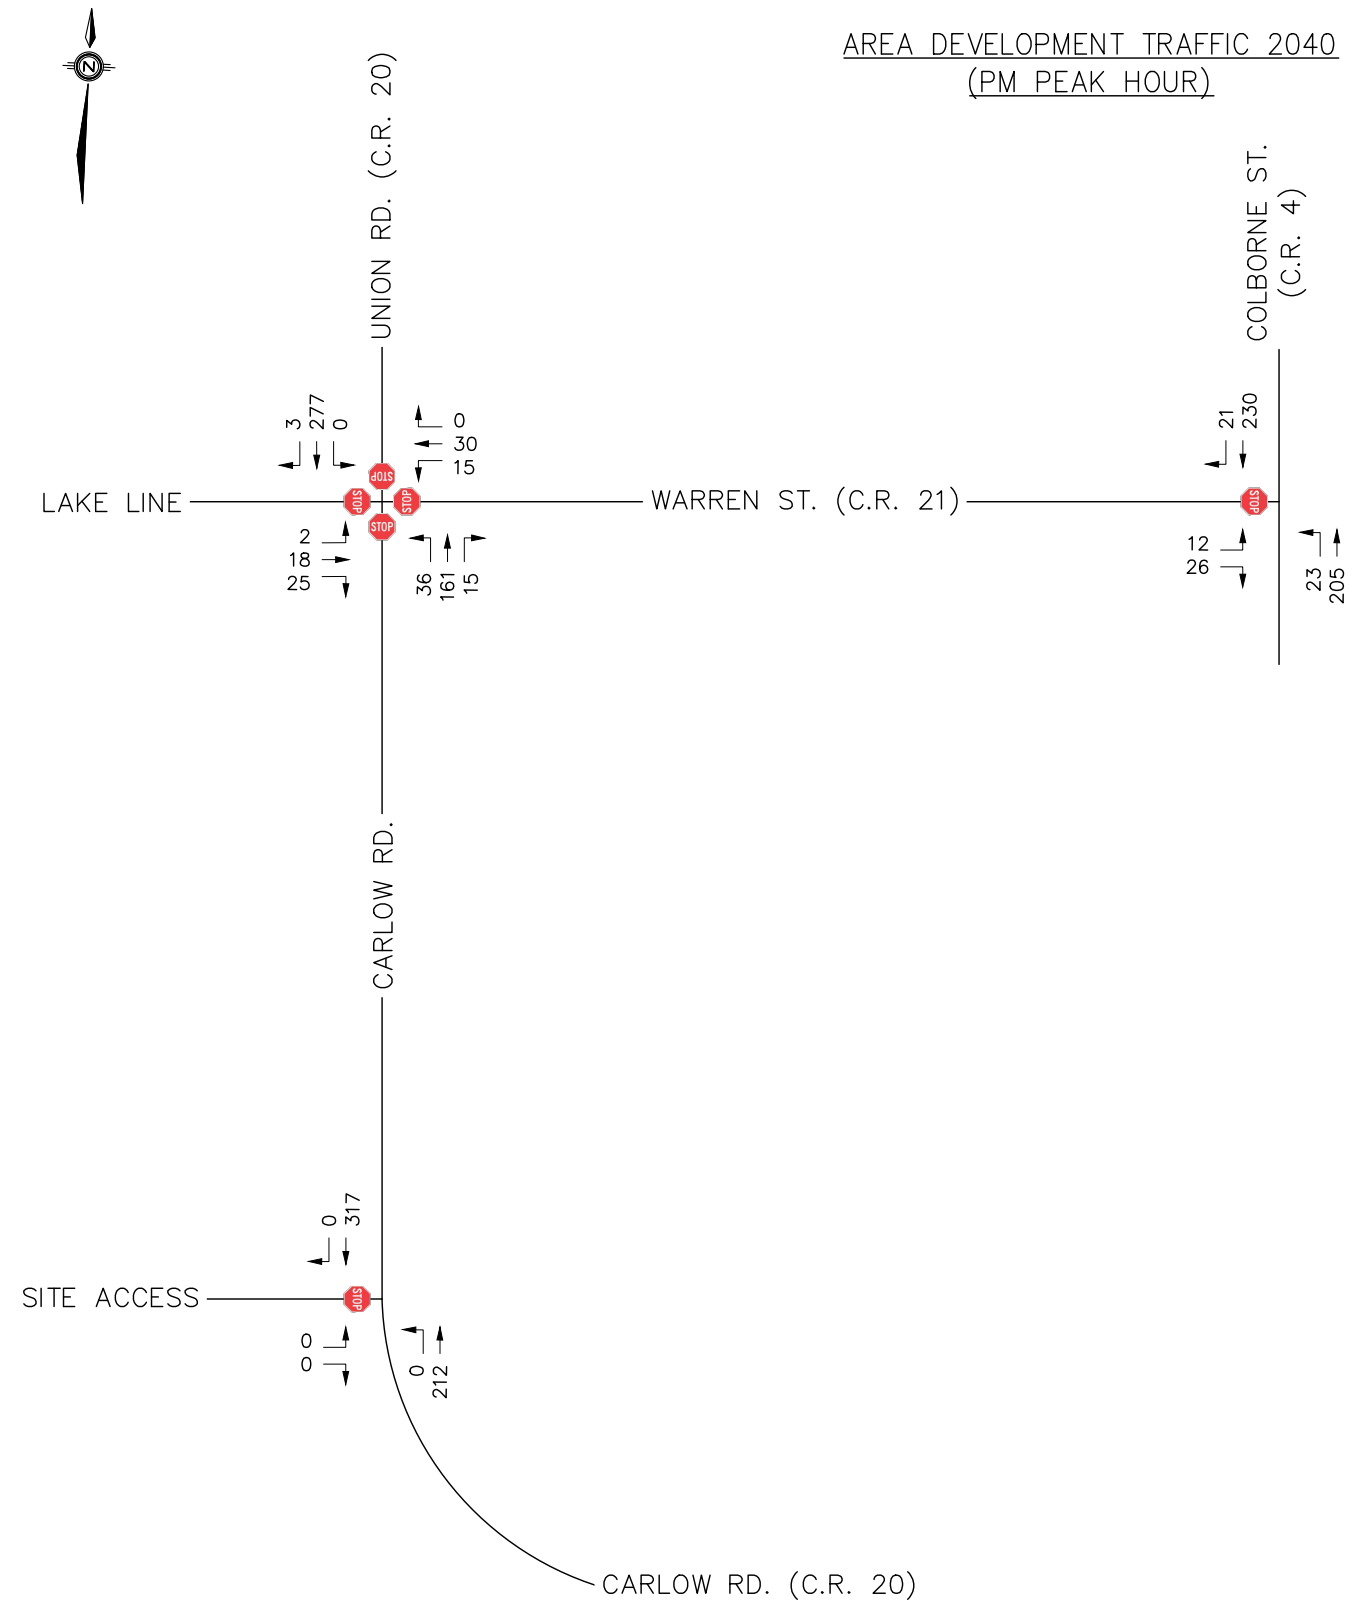 AREA DEVELOPMENT TRAFFIC 2040
(PM PEAK HOUR)
N
UNION RD. (C.R. 20)
COLBORNE ST.
(C.R. 4)
3
277
0
0
30
15
21
230
STOP
STOP
STOP
STOP
LAKE LINE
WARREN ST. (C.R. 21)
STOP
2
18
25
36
161
15
12
26
23
205
CARLOW RD.
0
317
SITE ACCESS
STOP
0
0
0
212
CARLOW RD. (C.R. 20)